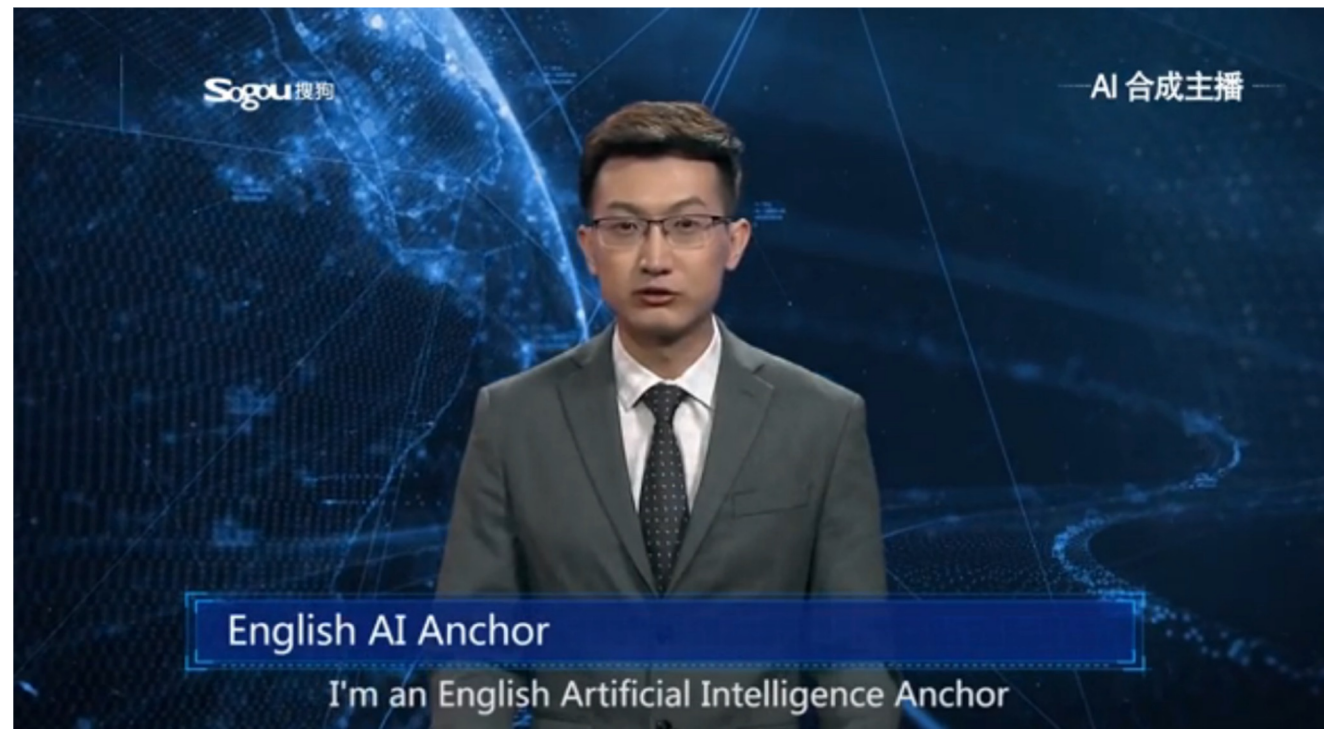 Sogou搜狗
AI 合成主播
English AI Anchor
I'm an English Artificial Intelligence Anchor